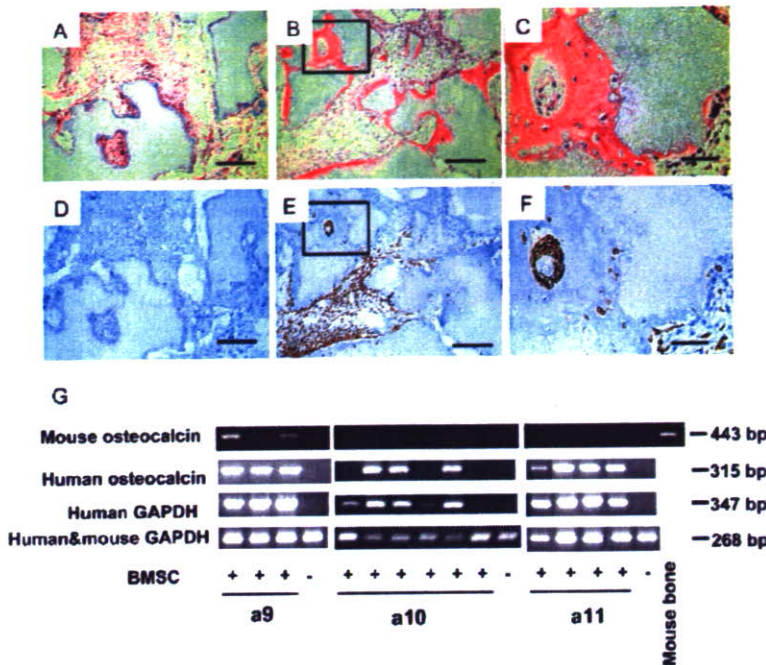 A
B
C
D
E
F
G
Mouse osteocalcin
443 bp
Human osteocalcin
315 bp
Human GAPDH
347 bp
Human&mouse GAPDH
268 bp
BMSC + + + - + + + + + + - + + + + -
a9 a10 a11
Mouse bone